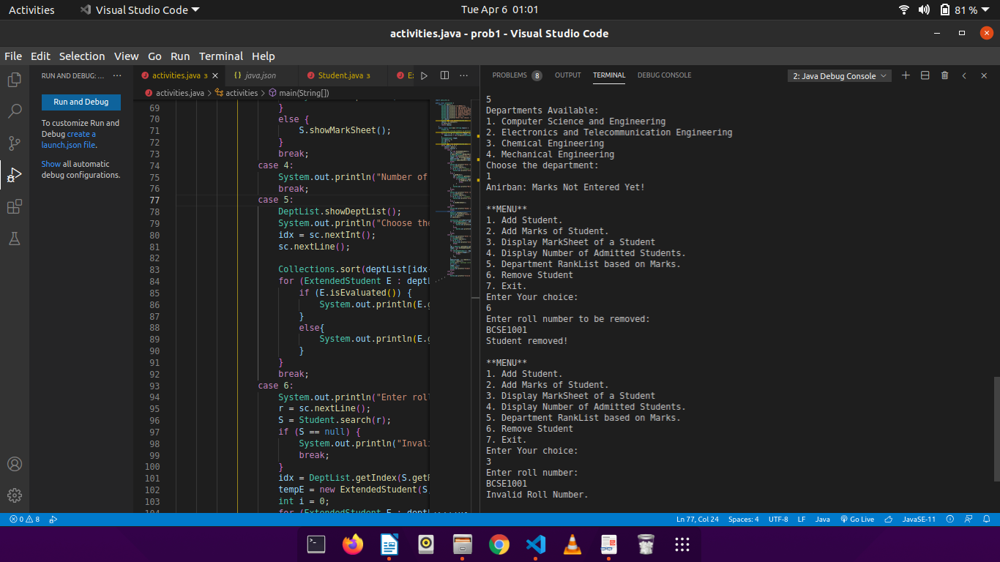 Activities
Visual Studio Code
Tue Apr 6 01:01
81 %
activities.java - prob1 - Visual Studio Code
File Edit Selection View Go Run Terminal Help
RUN AND DEBUG: ... ···
Run and Debug
To customize Run and
Debug create a
launch.json file.
Show all automatic
debug configurations.
activities.java 3
{} java.json
Student.java 3
activities.java > activities > main(String[])
69 }
70 else {
71 S.showMarkSheet();
72 }
73 break;
74 case 4:
75 System.out.println("Number of
76 break;
77 case 5:
78 DeptList.showDeptList();
79 System.out.println("Choose the
80 idx = sc.nextInt();
81 sc.nextLine();
82
83 Collections.sort(deptList[idx-
84 for (ExtendedStudent E : deptL
85 if (E.isEvaluated()) {
86 System.out.println(E.g
87 }
88 else{
89 System.out.println(E.g
90 }
91 }
92 break;
93 case 6:
94 System.out.println("Enter roll
95 r = sc.nextLine();
96 S = Student.search(r);
97 if (S == null) {
98 System.out.println("Invali
99 break;
100 }
101 idx = DeptList.getIndex(S.getR
102 tempE = new ExtendedStudent(S
103 int i = 0;
PROBLEMS 8 OUTPUT TERMINAL DEBUG CONSOLE
2: Java Debug Console
5
Departments Available:
1. Computer Science and Engineering
2. Electronics and Telecommunication Engineering
3. Chemical Engineering
4. Mechanical Engineering
Choose the department:
1
Anirban: Marks Not Entered Yet!
**MENU**
1. Add Student.
2. Add Marks of Student.
3. Display MarkSheet of a Student
4. Display Number of Admitted Students.
5. Department RankList based on Marks.
6. Remove Student
7. Exit.
Enter Your choice:
6
Enter roll number to be removed:
BCSE1001
Student removed!
**MENU**
1. Add Student.
2. Add Marks of Student.
3. Display MarkSheet of a Student
4. Display Number of Admitted Students.
5. Department RankList based on Marks.
6. Remove Student
7. Exit.
Enter Your choice:
3
Enter roll number:
BCSE1001
Invalid Roll Number.
0 8
Ln 77, Col 24 Spaces: 4 UTF-8 LF Java Go Live JavaSE-11